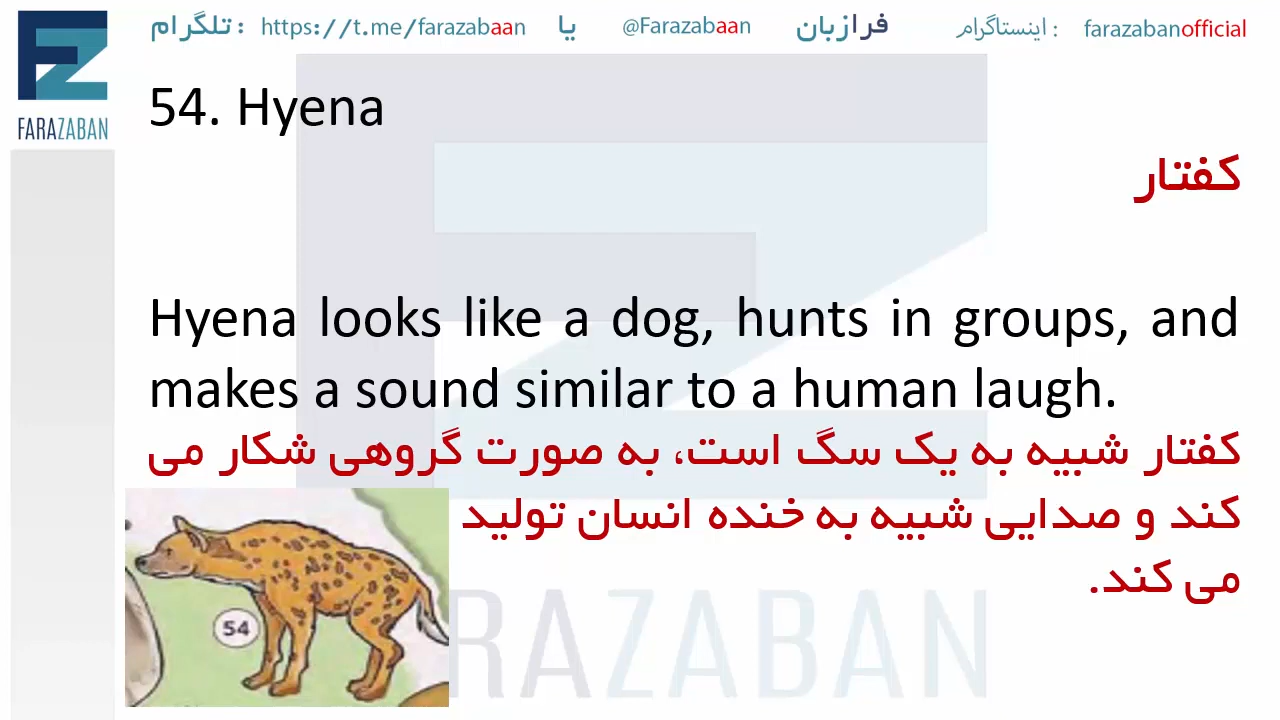 تلگرام : https://t.me/farazabaan یا @Farazabaan فرازبان اینستاگرام : farazabanofficial
FZ
FARAZABAN
54. Hyena
کفتار
Hyena looks like a dog, hunts in groups, and
makes a sound similar to a human laugh.
کفتار شبیه به یک سگ است، به صورت گروهی شکار می
کند و صدایی شبیه به خنده انسان تولید
می کند.
54
FARAZABAN